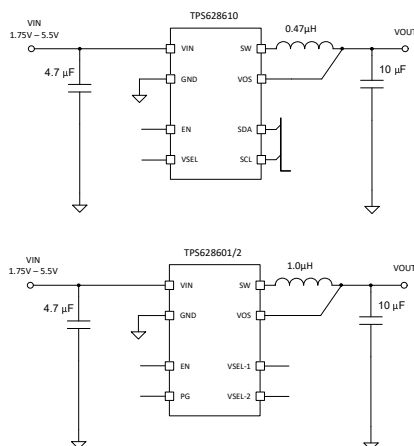 TPS628610
VIN
1.75V – 5.5V
VIN
SW
0.47µH
VOUT
4.7 µF
GND
VOS
10 µF
EN
SDA
VSEL
SCL
TPS628601/2
VIN
1.75V – 5.5V
VIN
SW
1.0µH
VOUT
4.7 µF
GND
VOS
10 µF
EN
VSEL-1
PG
VSEL-2